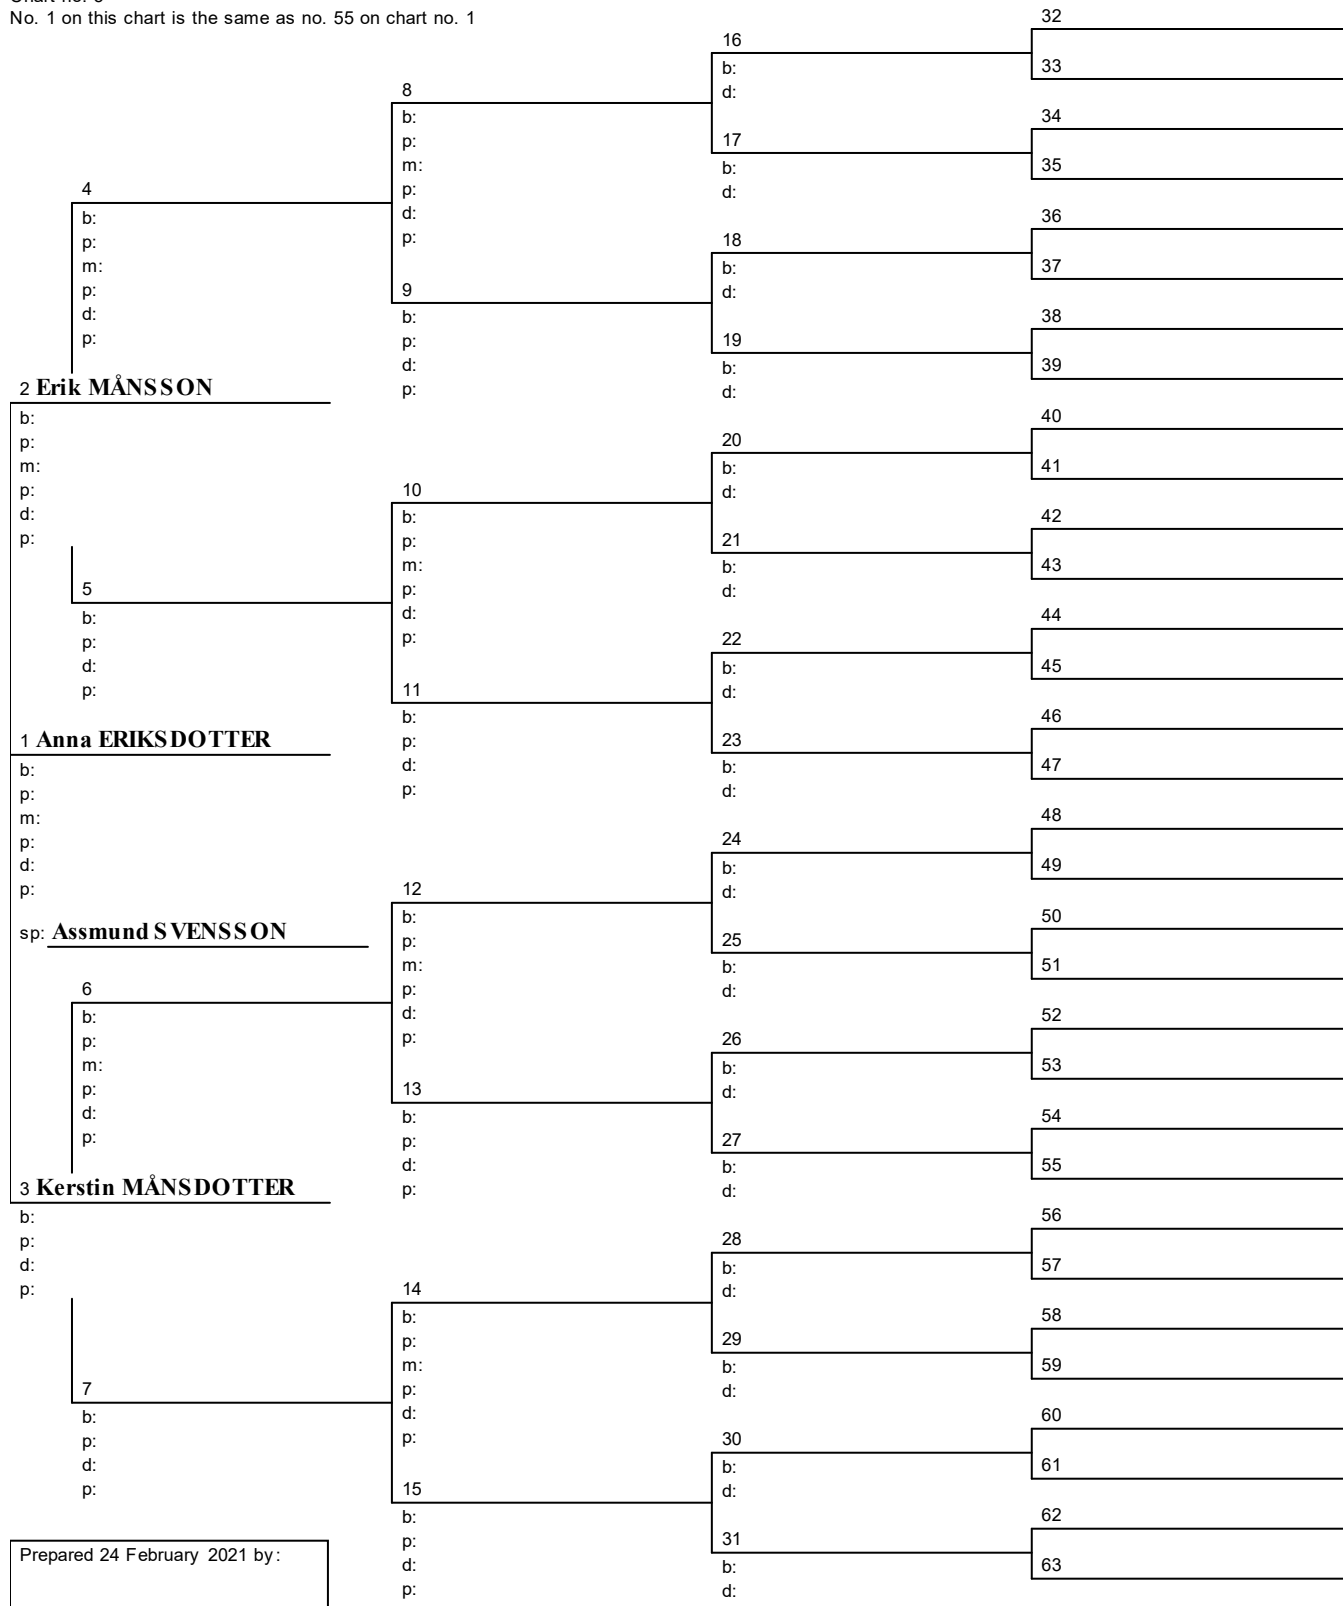 No. 1 on this chart is the same as no. 55 on chart no. 1
32
16
b:
33
d:
8
b:
p:
m:
p:
d:
p:
34
17
35
b:
d:
4
b:
p:
m:
p:
d:
p:
36
18
b:
37
d:
9
b:
p:
d:
p:
38
19
39
b:
d:
2 Erik MÅNSSON
b:
p:
m:
p:
d:
p:
40
20
b:
41
d:
10
b:
p:
m:
p:
d:
p:
42
21
43
b:
d:
5
b:
p:
d:
p:
44
22
b:
45
d:
11
b:
p:
d:
p:
46
23
47
b:
d:
1 Anna ERIKSDOTTER
b:
p:
m:
p:
d:
p:
48
24
b:
49
d:
12
b:
p:
m:
p:
d:
p:
50
25
51
b:
d:
sp: Assmund SVENSSON
6
b:
p:
m:
p:
d:
p:
52
26
b:
53
d:
13
b:
p:
d:
p:
54
27
55
b:
d:
3 Kerstin MÅNSDOTTER
b:
p:
d:
p:
56
28
b:
57
d:
14
b:
p:
m:
p:
d:
p:
58
29
59
b:
d:
7
b:
p:
d:
p:
60
30
b:
61
d:
15
b:
p:
d:
p:
62
31
63
b:
d:
Prepared 24 February 2021 by: